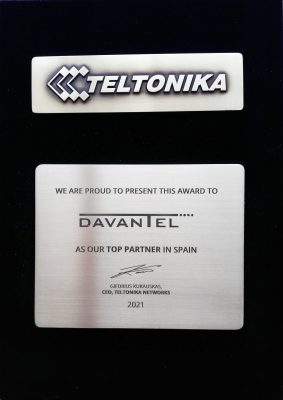 TELTONIKA
WE ARE PROUD TO PRESENT THIS AWARD TO
DAVANTEL
AS OUR TOP PARTNER IN SPAIN
GIEDRIUS KURAUSKAS,
CEO, TELTONIKA NETWORKS
2021